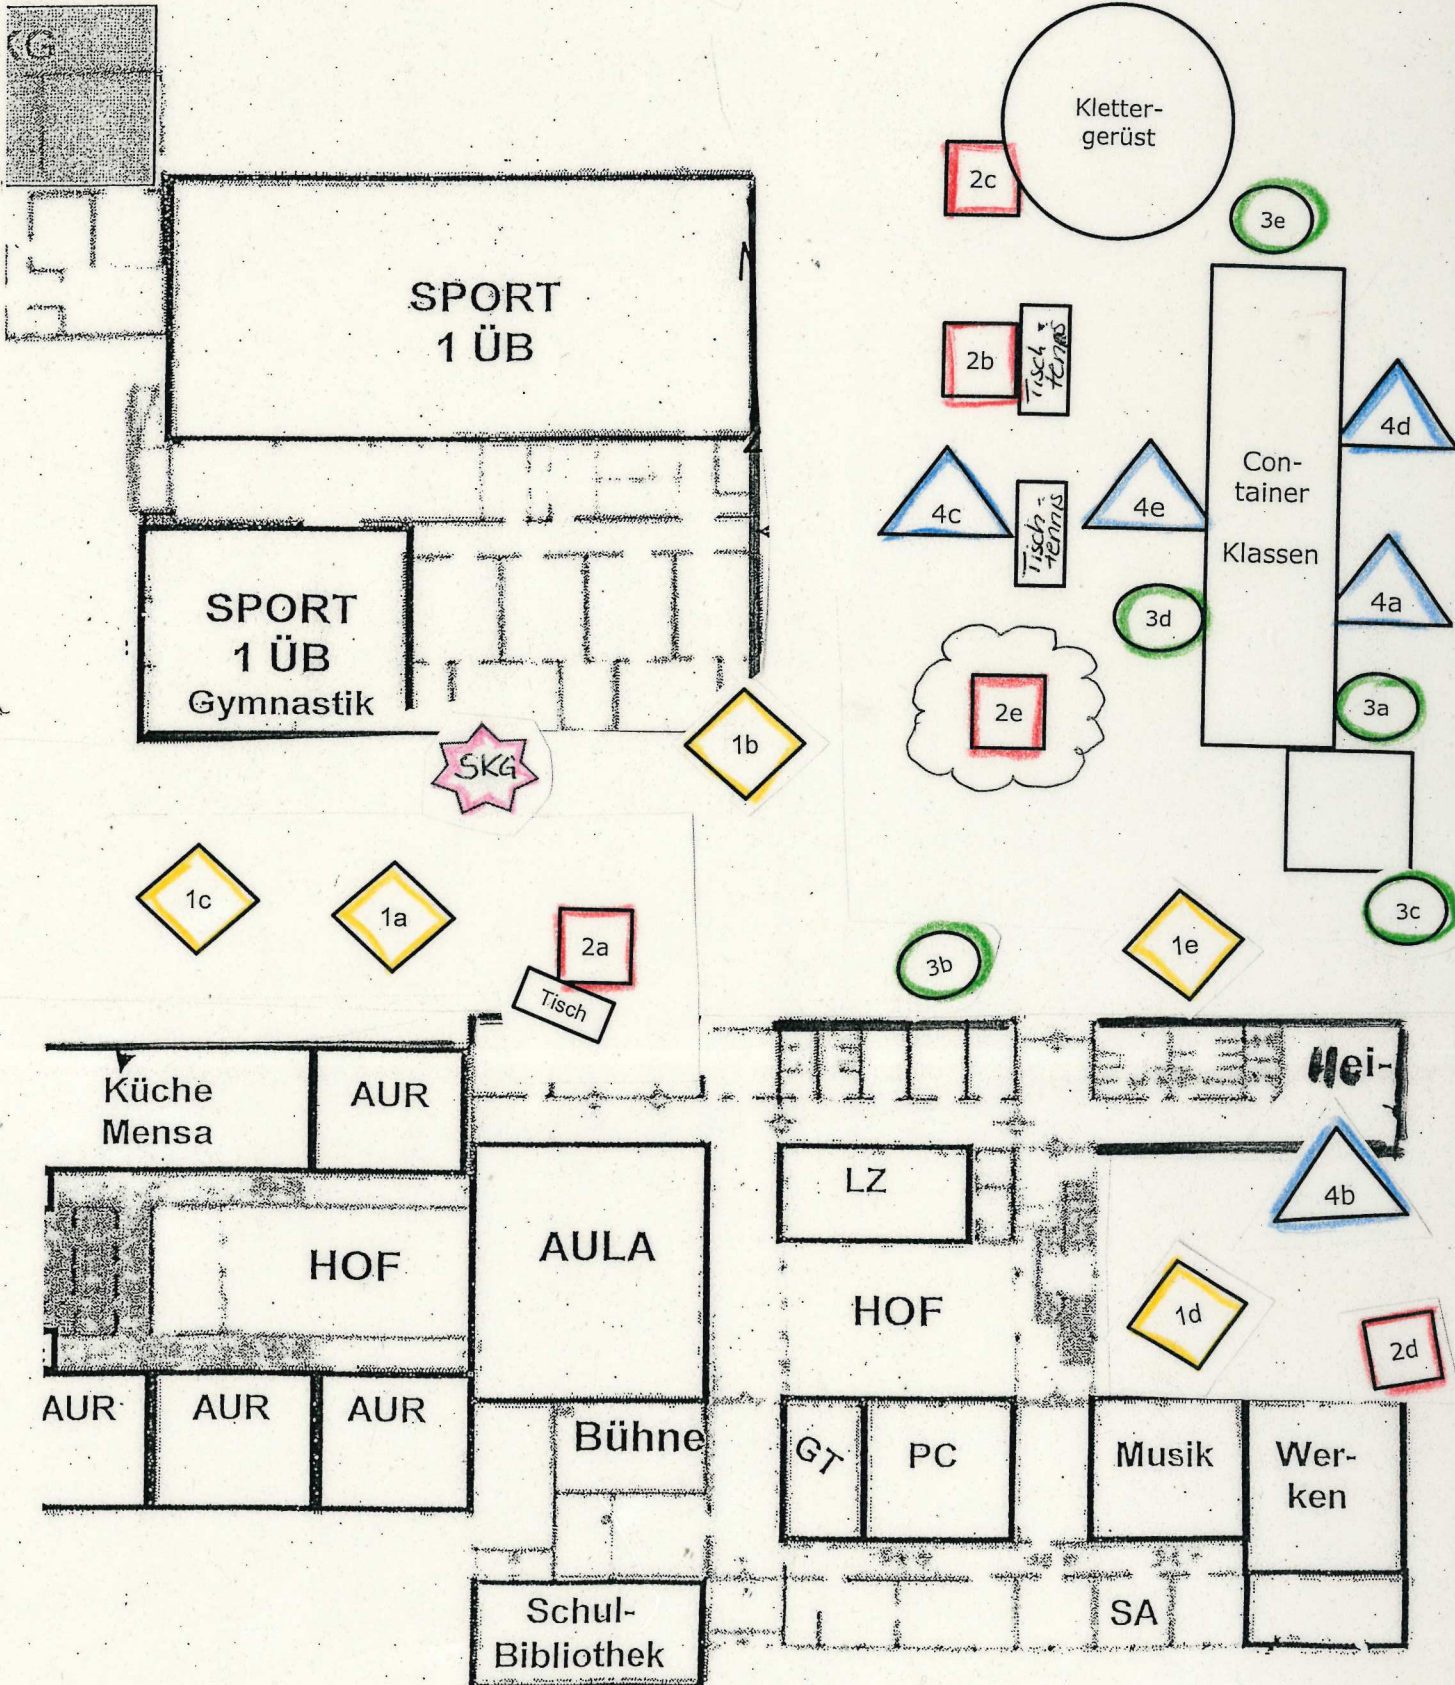 KG
Kletter-
gerüst
2c
3e
SPORT
1 ÜB
2b
Tisch-
tennis
4d
Con-
tainer
Klassen
4c
Tisch-
tennis
4e
4a
SPORT
1 ÜB
Gymnastik
3d
3a
2e
1b
SKG
1c
1a
2a
Tisch
3b
1e
3c
Küche
Mensa
AUR
Hei-
LZ
4b
HOF
AULA
HOF
1d
2d
AUR
AUR
AUR
Bühne
GT
PC
Musik
Wer-
ken
Schul-
Bibliothek
SA